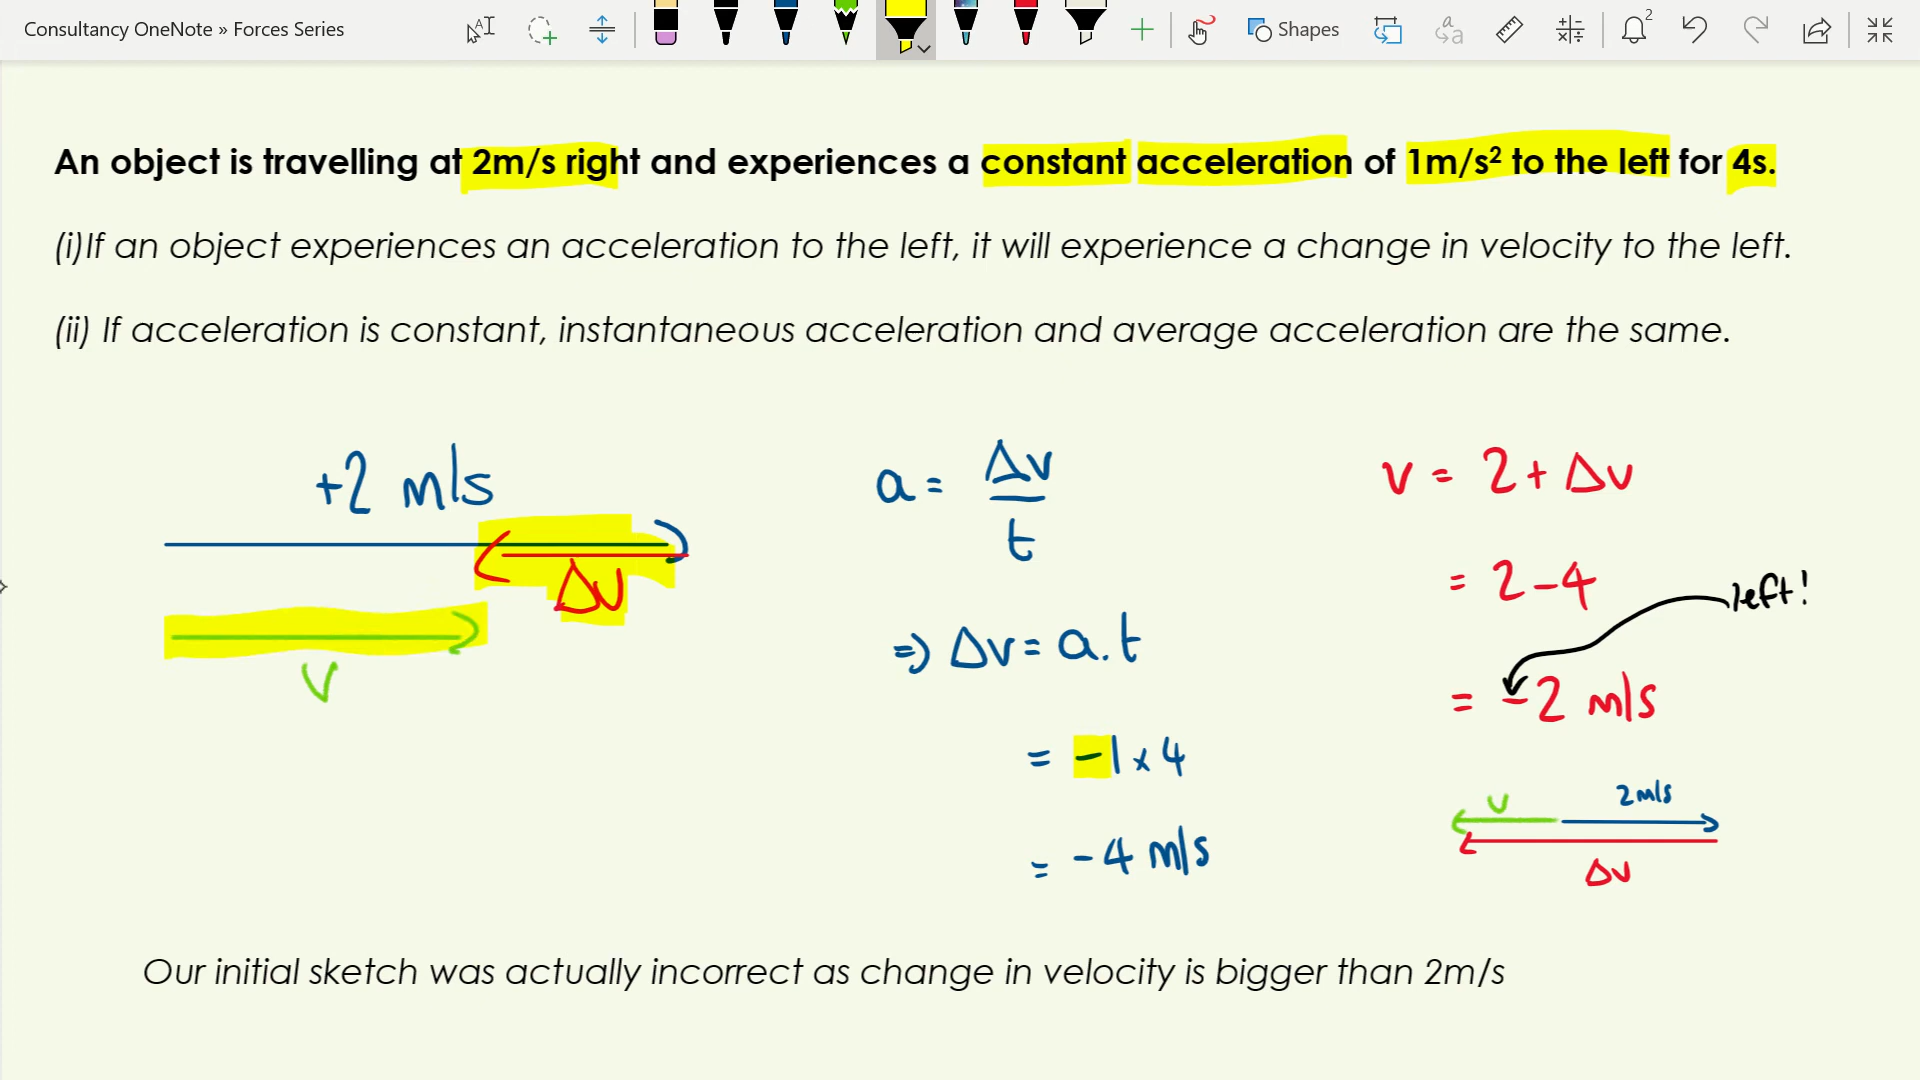 Consultancy OneNote » Forces Series
Shapes
2
An object is travelling at 2m/s right and experiences a constant acceleration of 1m/s² to the left for 4s.
(i)If an object experiences an acceleration to the left, it will experience a change in velocity to the left.
(ii) If acceleration is constant, instantaneous acceleration and average acceleration are the same.
+2 m/s
Δv
v
a = Δv/t
⇒ Δv = a.t
= -1 x 4
= -4 m/s
v = 2 + Δv
= 2 - 4
left!
= -2 m/s
v 2m/s
Δv
Our initial sketch was actually incorrect as change in velocity is bigger than 2m/s